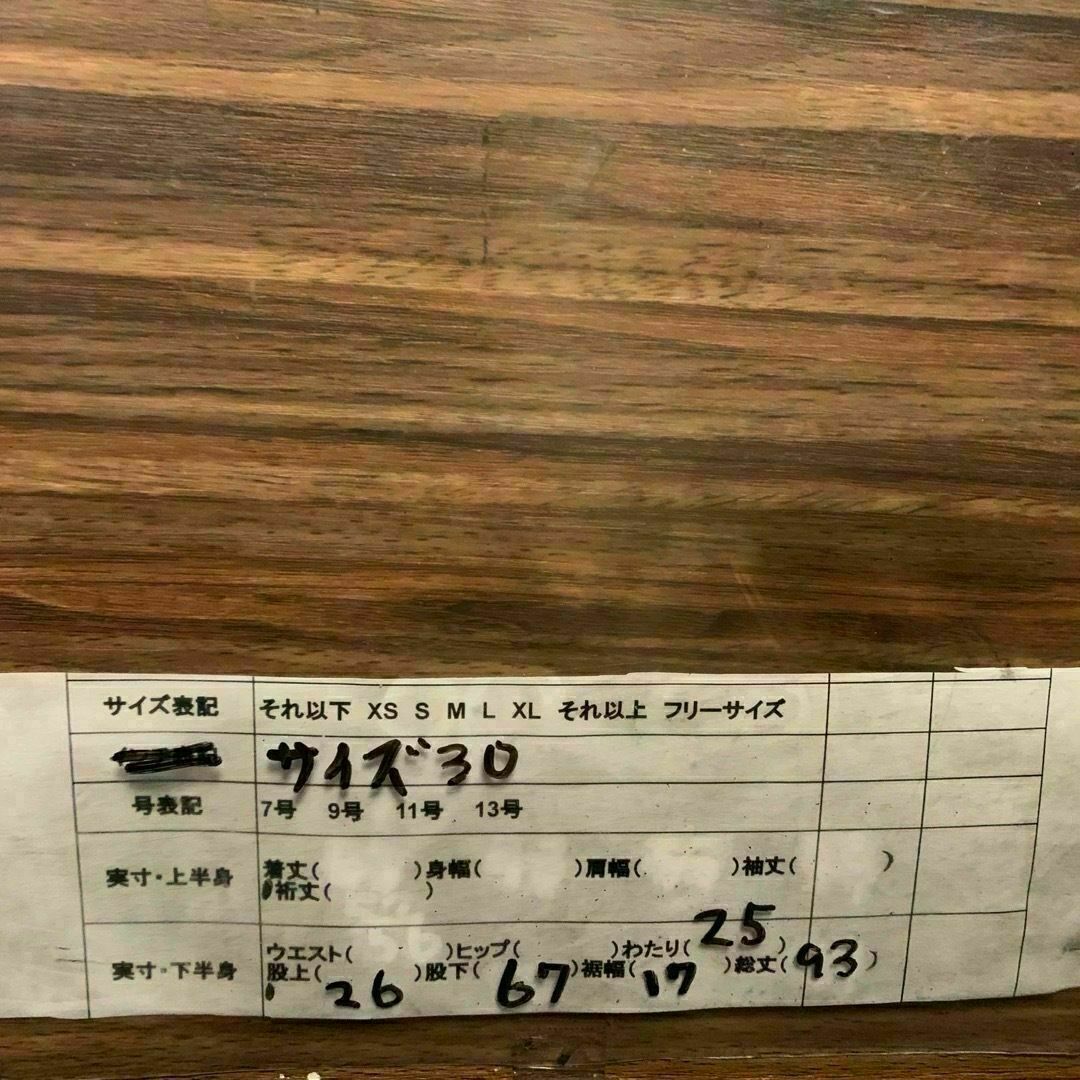 サイズ表記 それ以下 XS S M L XL それ以上 フリーサイズ
サイズ30
号表記 7号 9号 11号 13号
実寸・上半身 着丈( )身幅( )肩幅( )袖丈( )
裄丈( )
実寸・下半身 ウエスト( )ヒップ( )わたり(25)
股上(26)股下(67)裾幅(17)総丈(93)